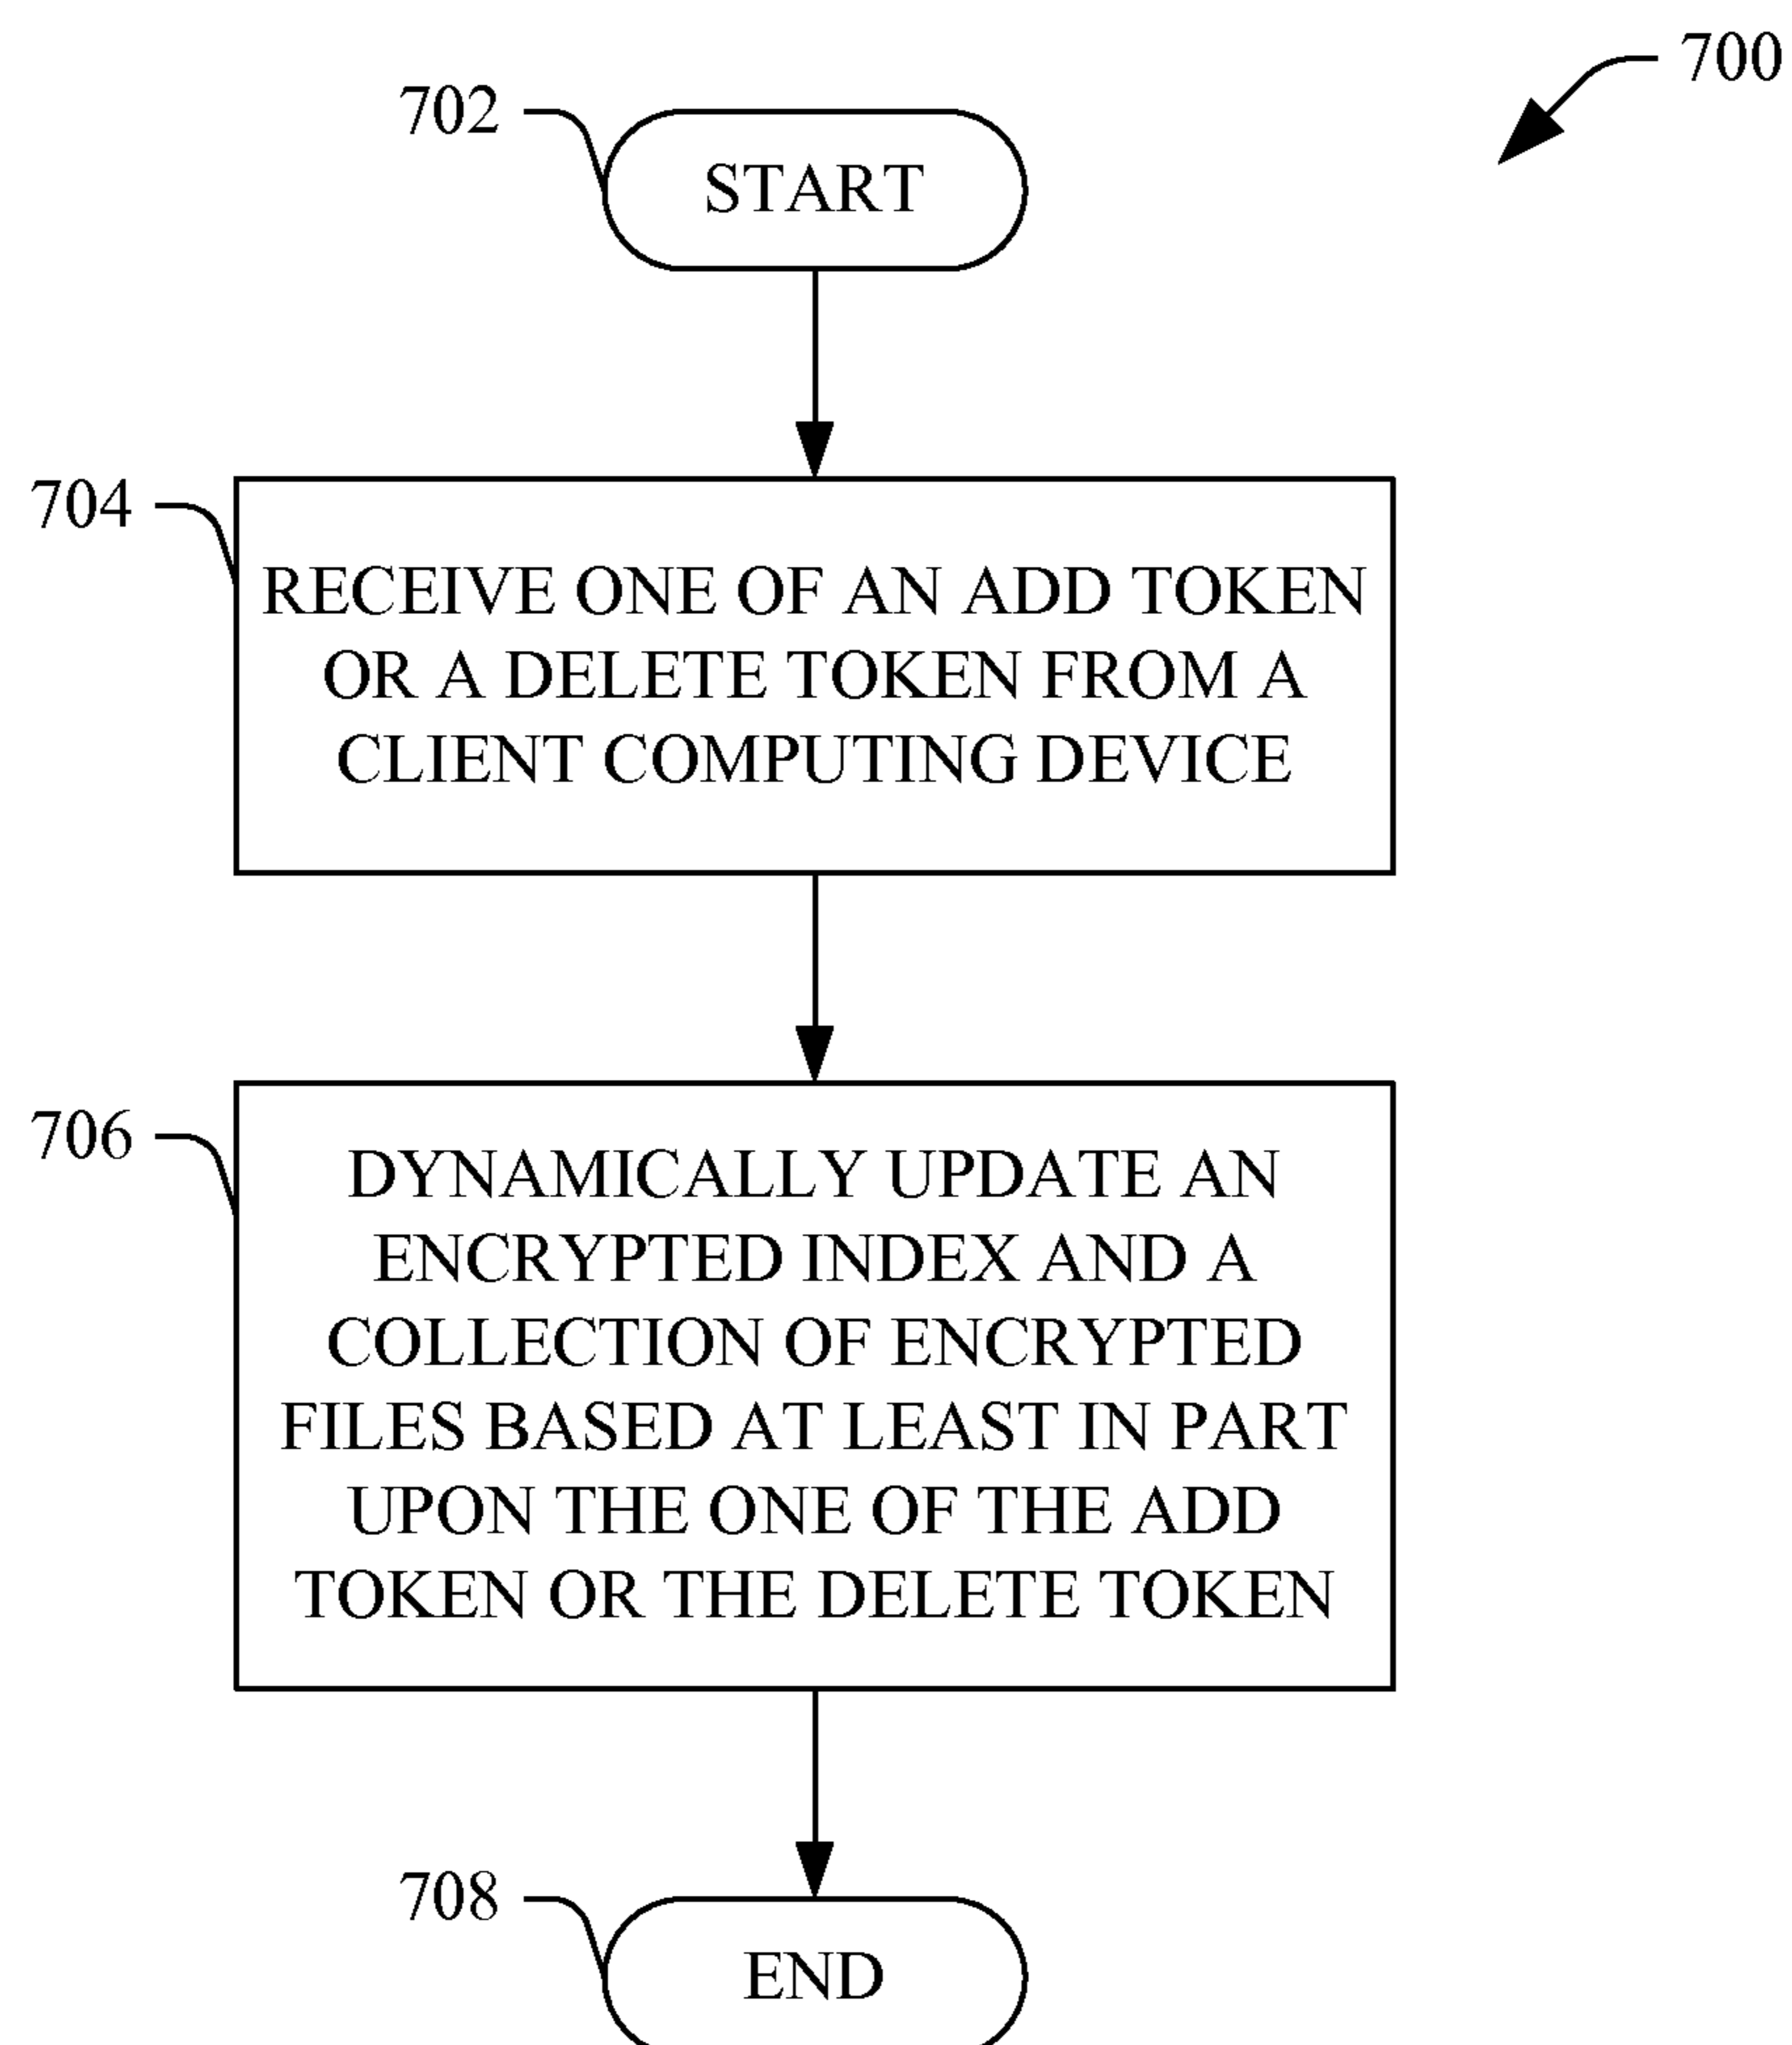 700
702
START
704
RECEIVE ONE OF AN ADD TOKEN
OR A DELETE TOKEN FROM A
CLIENT COMPUTING DEVICE
706
DYNAMICALLY UPDATE AN
ENCRYPTED INDEX AND A
COLLECTION OF ENCRYPTED
FILES BASED AT LEAST IN PART
UPON THE ONE OF THE ADD
TOKEN OR THE DELETE TOKEN
708
END